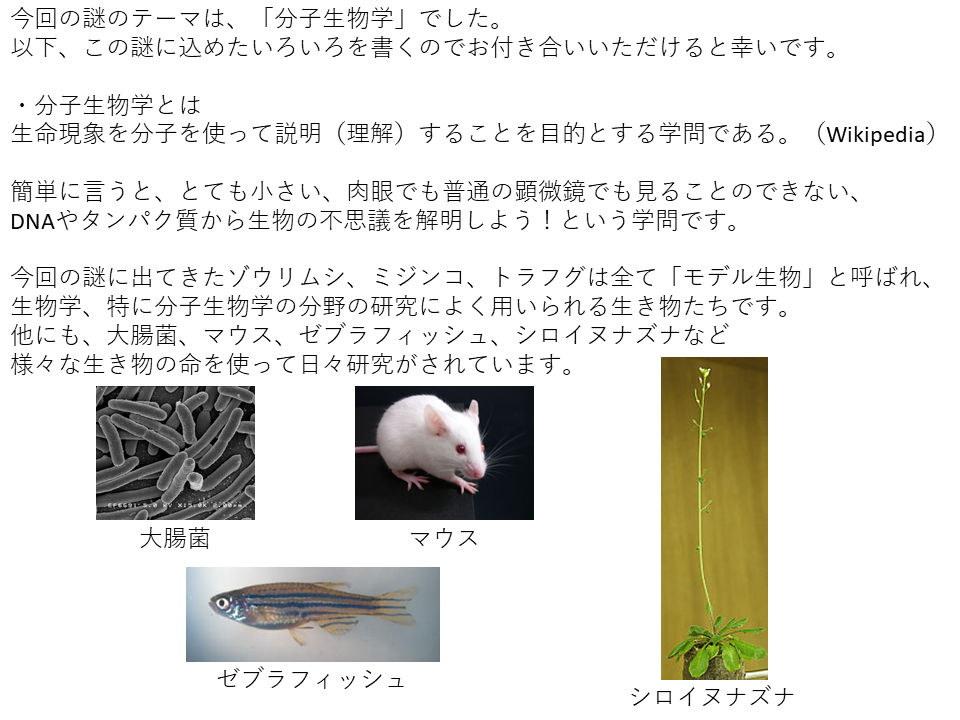 今回の謎のテーマは、「分子生物学」でした。
以下、この謎に込めたいろいろを書くのでお付き合いいただけると幸いです。
・分子生物学とは
生命現象を分子を使って説明（理解）することを目的とする学問である。（Wikipedia）
簡単に言うと、とても小さい、肉眼でも普通の顕微鏡でも見ることのできない、
DNAやタンパク質から生物の不思議を解明しよう！という学問です。
今回の謎に出てきたゾウリムシ、ミジンコ、トラフグは全て「モデル生物」と呼ばれ、
生物学、特に分子生物学の分野の研究によく用いられる生き物たちです。
他にも、大腸菌、マウス、ゼブラフィッシュ、シロイヌナズナなど
様々な生き物の命を使って日々研究がされています。
大腸菌
マウス
ゼブラフィッシュ
シロイヌナズナ